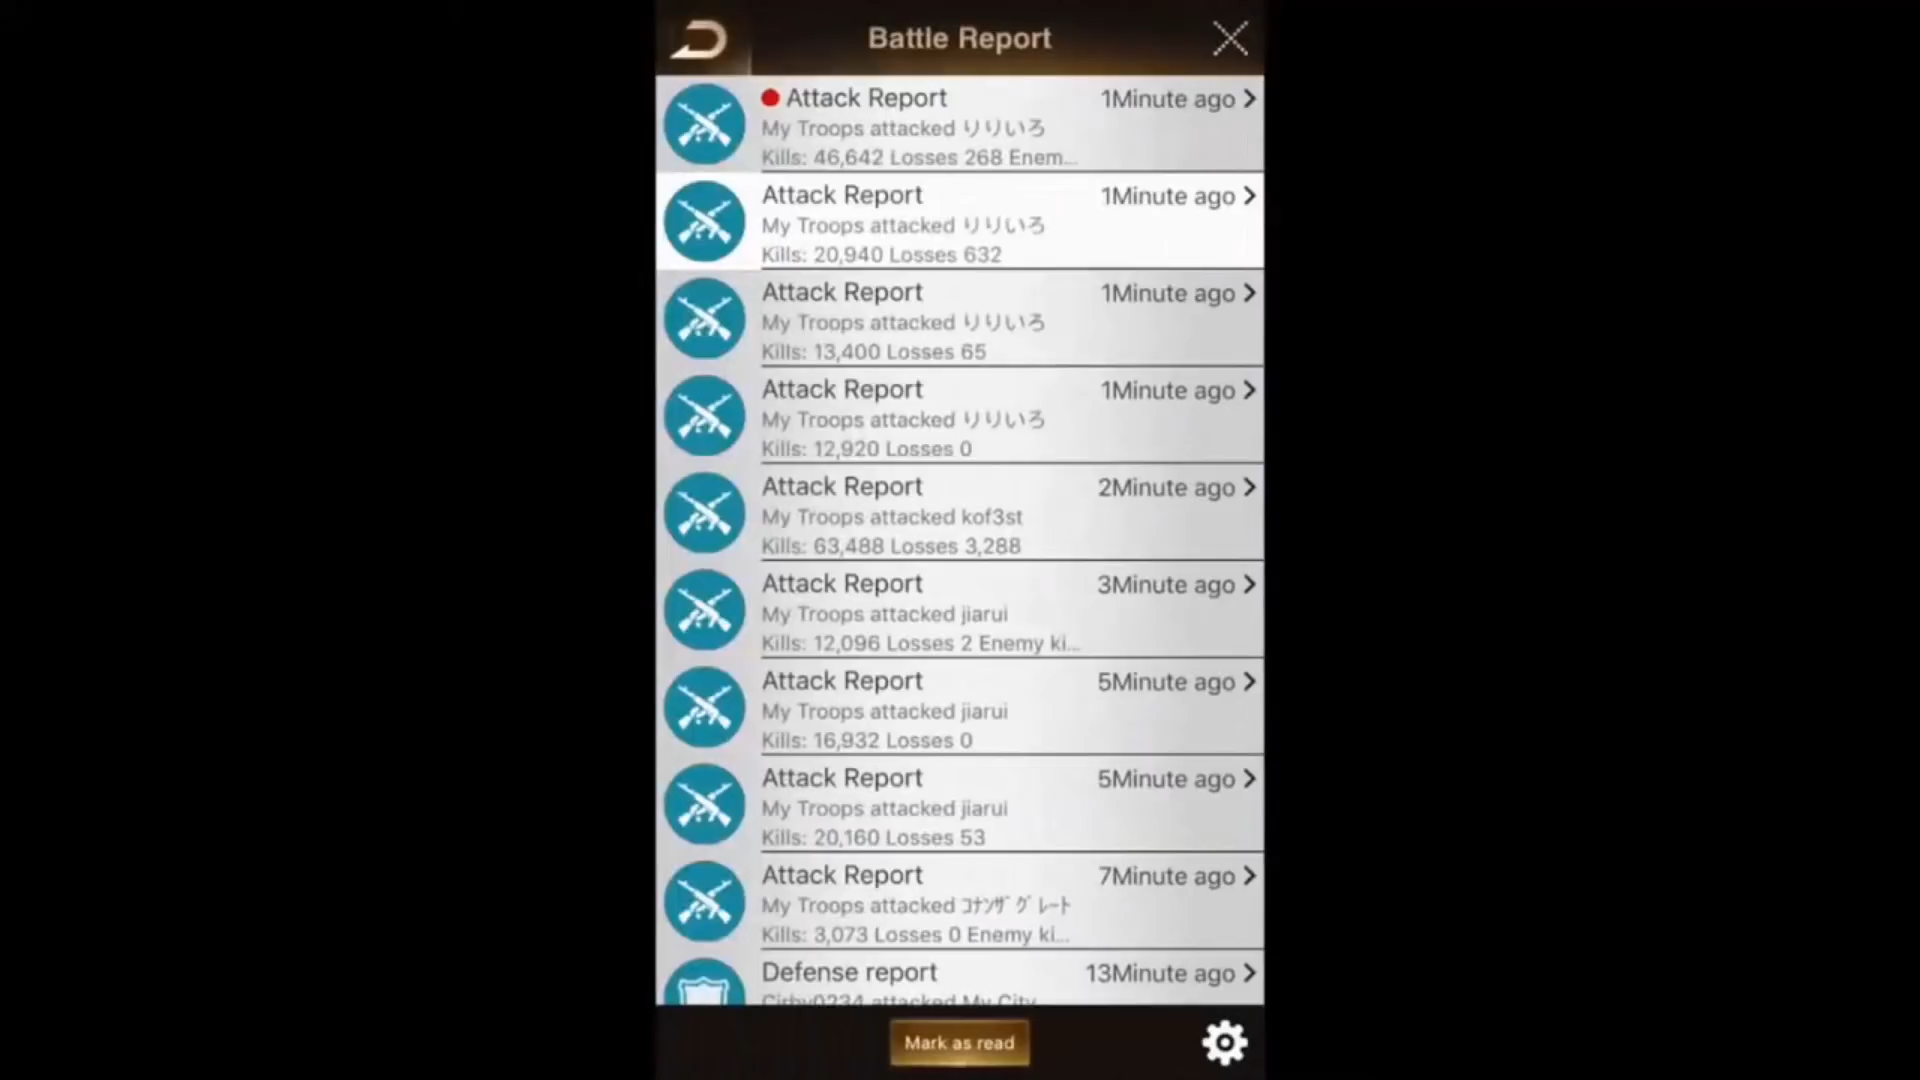 Battle Report
Attack Report 1Minute ago
My Troops attacked りりいろ
Kills: 46,642 Losses 268 Enem...
Attack Report 1Minute ago
My Troops attacked りりいろ
Kills: 20,940 Losses 632
Attack Report 1Minute ago
My Troops attacked りりいろ
Kills: 13,400 Losses 65
Attack Report 1Minute ago
My Troops attacked りりいろ
Kills: 12,920 Losses 0
Attack Report 2Minute ago
My Troops attacked kof3st
Kills: 63,488 Losses 3,288
Attack Report 3Minute ago
My Troops attacked jiarui
Kills: 12,096 Losses 2 Enemy ki...
Attack Report 5Minute ago
My Troops attacked jiarui
Kills: 16,932 Losses 0
Attack Report 5Minute ago
My Troops attacked jiarui
Kills: 20,160 Losses 53
Attack Report 7Minute ago
My Troops attacked ｺﾅﾝｻﾞｸﾞﾚｰﾄ
Kills: 3,073 Losses 0 Enemy ki...
Defense report 13Minute ago
Cirby0234 attacked My City
Mark as read